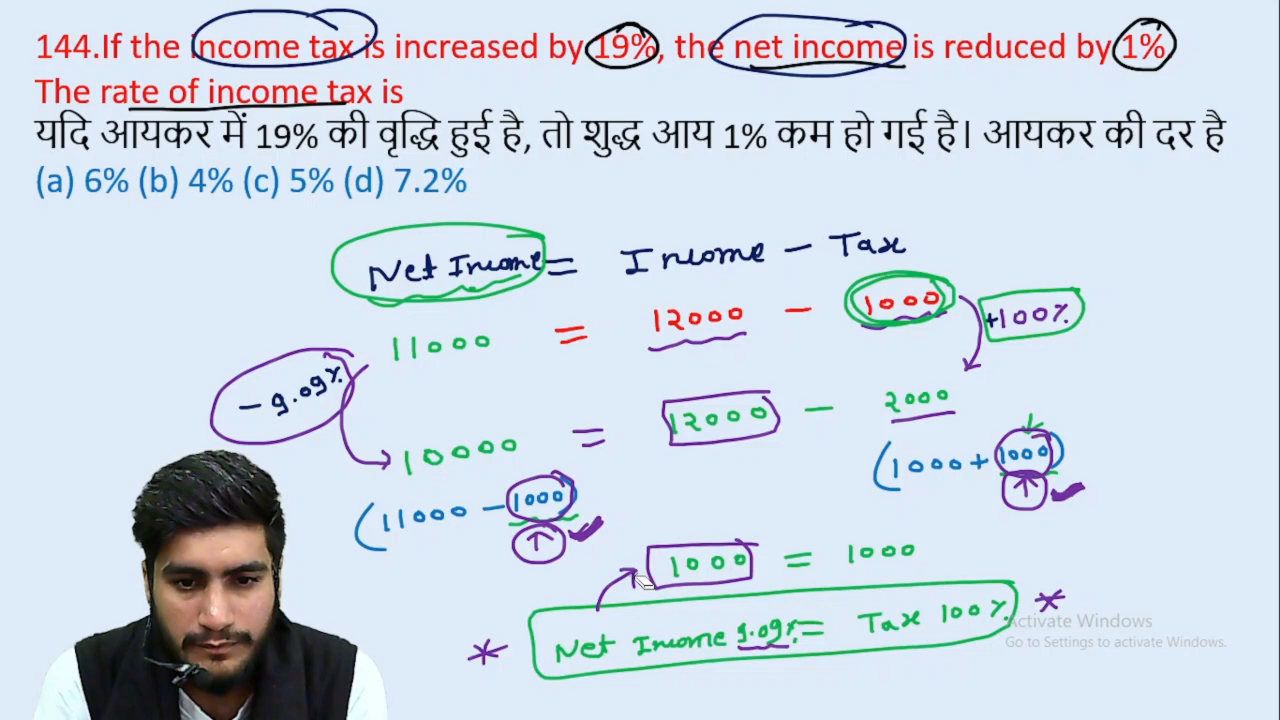 144.If the income tax is increased by 19%, the net income is reduced by 1%
The rate of income tax is
यदि आयकर में 19% की वृद्धि हुई है, तो शुद्ध आय 1% कम हो गई है। आयकर की दर है
(a) 6% (b) 4% (c) 5% (d) 7.2%
Net Income = Income - Tax
11000 = 12000 - 1000 +100%
-9.09%
10000 = 12000 - 2000
(11000 - 1000) (1000 + 1000)
1000 = 1000
Net Income 9.09% = Tax 100%
Activate Windows
Go to Settings to activate Windows.